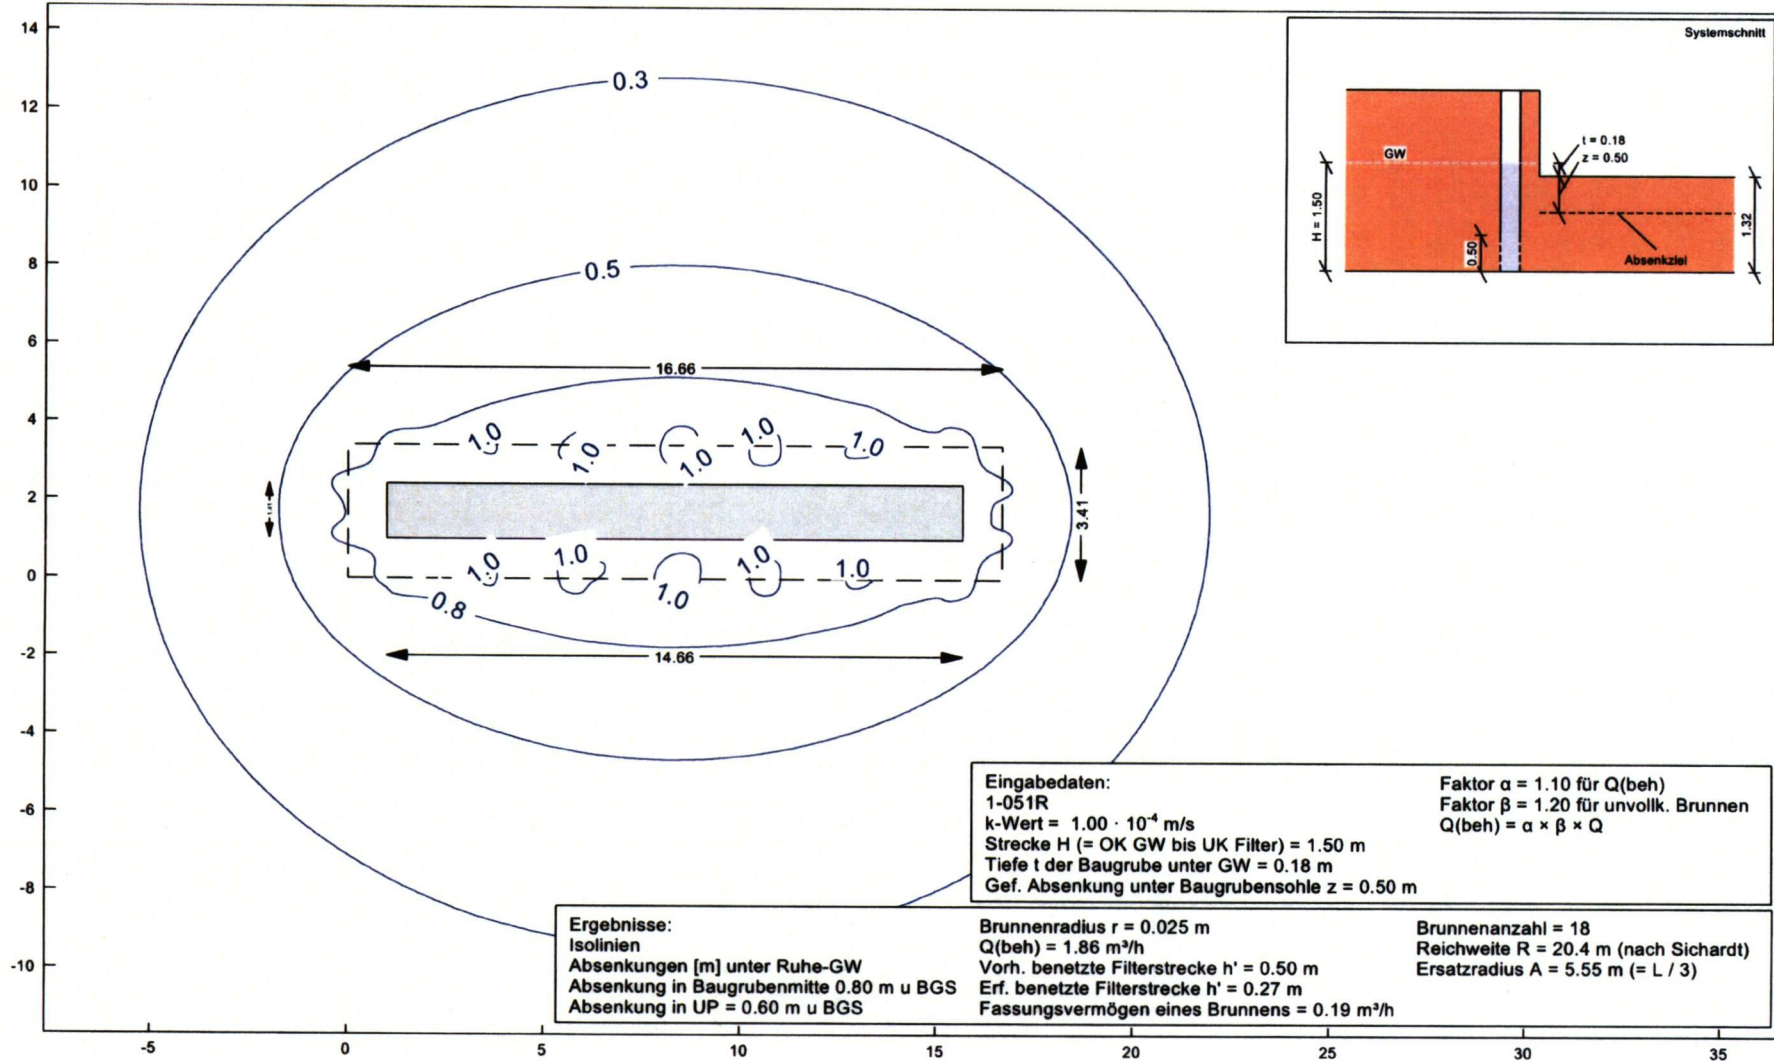 14
12
10
8
6
4
2
0
-2
-4
-6
-8
-10
-5
0
5
10
15
20
25
30
35
0.3
0.5
16.66
1.0
1.0
1.0
1.0
1.0
3.41
1.0
1.0
1.0
1.0
1.0
0.8
14.66
Systemschnitt
GW
t = 0.18
z = 0.50
H = 1.50
0.50
1.32
Absenkziel
Eingabedaten:
1-051R
k-Wert = 1.00 · 10⁻⁴ m/s
Strecke H (= OK GW bis UK Filter) = 1.50 m
Tiefe t der Baugrube unter GW = 0.18 m
Gef. Absenkung unter Baugrubensohle z = 0.50 m
Faktor α = 1.10 für Q(beh)
Faktor β = 1.20 für unvollk. Brunnen
Q(beh) = α × β × Q
Ergebnisse:
Isolinien
Absenkungen [m] unter Ruhe-GW
Absenkung in Baugrubenmitte 0.80 m u BGS
Absenkung in UP = 0.60 m u BGS
Brunnenradius r = 0.025 m
Q(beh) = 1.86 m³/h
Vorh. benetzte Filterstrecke h' = 0.50 m
Erf. benetzte Filterstrecke h' = 0.27 m
Fassungsvermögen eines Brunnens = 0.19 m³/h
Brunnenanzahl = 18
Reichweite R = 20.4 m (nach Sichardt)
Ersatzradius A = 5.55 m (= L / 3)